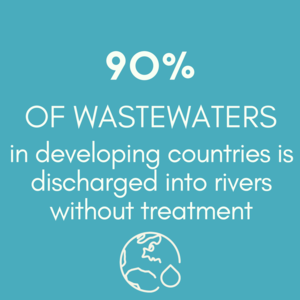 90%
OF WASTEWATERS
in developing countries is
discharged into rivers
without treatment